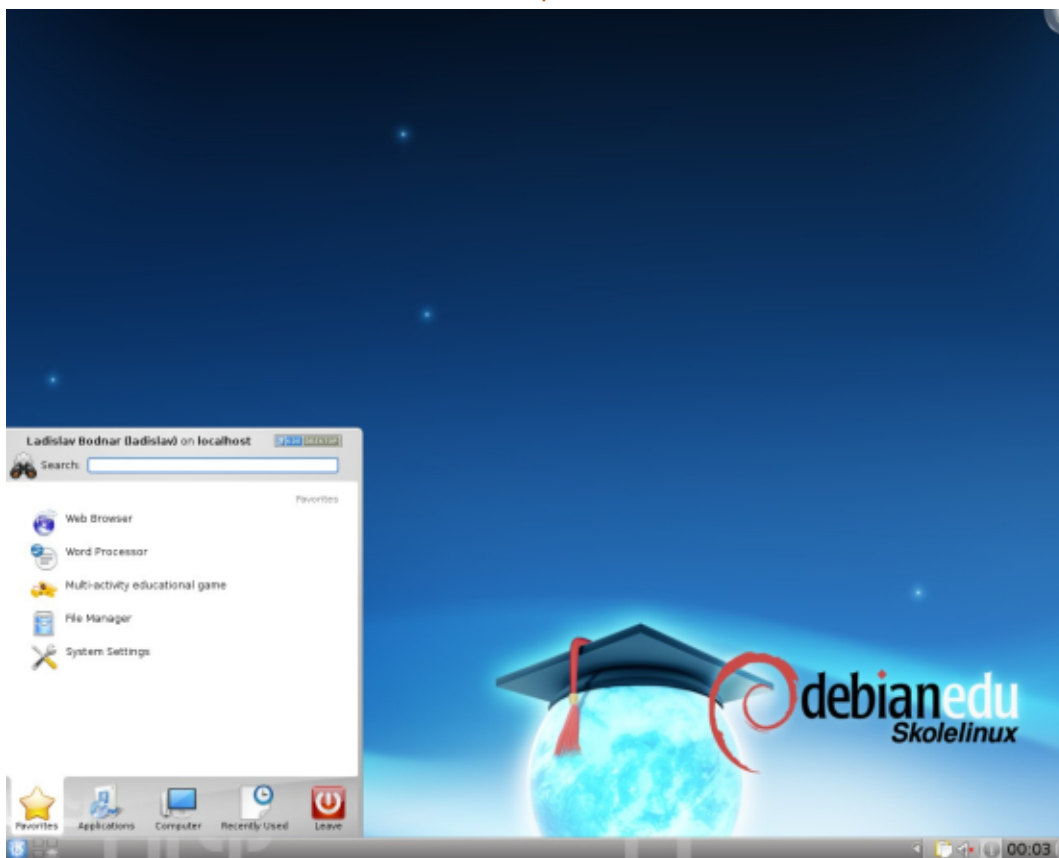 Ladislav Bodnar (ladislav) on localhost
Search:
Favorites
Web Browser
Word Processor
Multi-activity educational game
File Manager
System Settings
debianedu
Skolelinux
Favorites
Applications
Computer
Recently Used
Leave
00:03